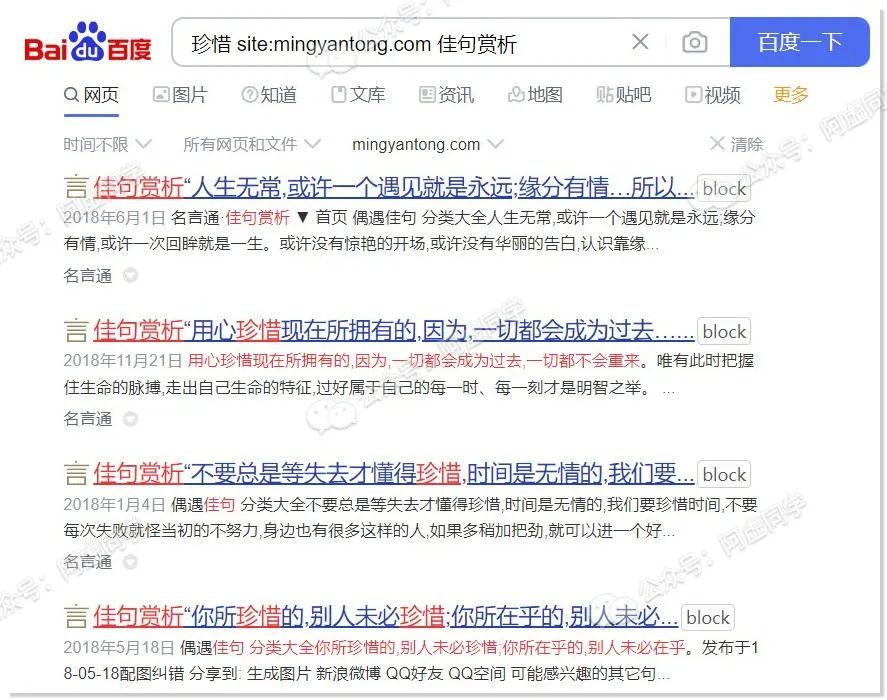 Bai du 百度
珍惜 site:mingyantong.com 佳句赏析
百度一下
网页 图片 知道 文库 资讯 地图 贴吧 视频 更多
时间不限 所有网页和文件 mingyantong.com 清除
言 佳句赏析“人生无常,或许一个遇见就是永远;缘分有情…所以... block
2018年6月1日 名言通·佳句赏析 ▼ 首页 偶遇佳句 分类大全人生无常,或许一个遇见就是永远;缘分
有情,或许一次回眸就是一生。或许没有惊艳的开场,或许没有华丽的告白,认识靠缘...
名言通
言 佳句赏析“用心珍惜现在所拥有的,因为,一切都会成为过去…... block
2018年11月21日 用心珍惜现在所拥有的,因为,一切都会成为过去,一切都不会重来。唯有此时把握
住生命的脉搏,走出自己生命的特征,过好属于自己的每一时、每一刻才是明智之举。 ...
名言通
言 佳句赏析“不要总是等失去才懂得珍惜,时间是无情的,我们要... block
2018年1月4日 偶遇佳句 分类大全不要总是等失去才懂得珍惜,时间是无情的,我们要珍惜时间,不要
每次失败就怪当初的不努力,身边也有很多这样的人,如果多稍加把劲,就可以进一个好...
名言通
言 佳句赏析“你所珍惜的,别人未必珍惜;你所在乎的,别人未必... block
2018年5月18日 偶遇佳句 分类大全你所珍惜的,别人未必珍惜;你所在乎的,别人未必在乎。发布于1
8-05-18配图纠错 分享到: 生成图片 新浪微博 QQ好友 QQ空间 可能感兴趣的其它句...
公众号：阿虚同学